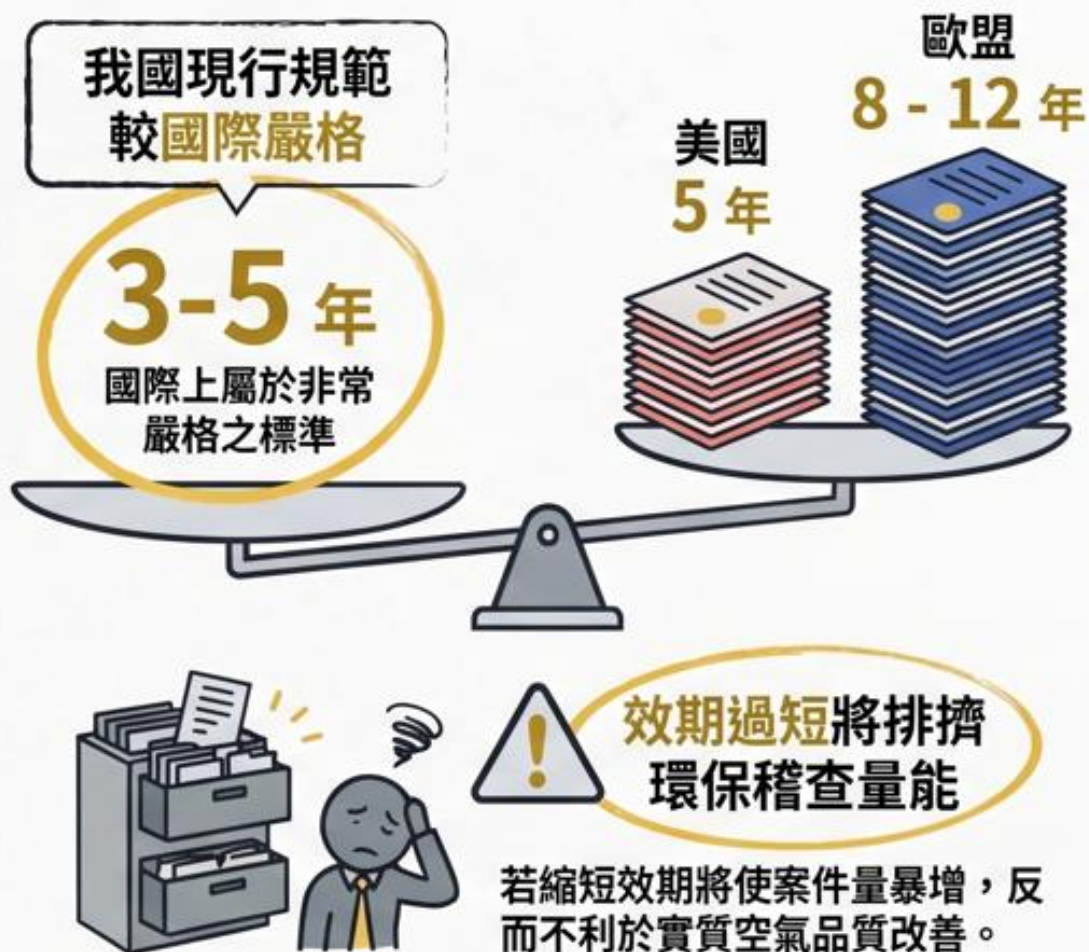 我國現行規範
較國際嚴格
3-5 年
國際上屬於非常
嚴格之標準
美國
5 年
歐盟
8 - 12 年
效期過短將排擠
環保稽查量能
若縮短效期將使案件量暴增，反
而不利於實質空氣品質改善。